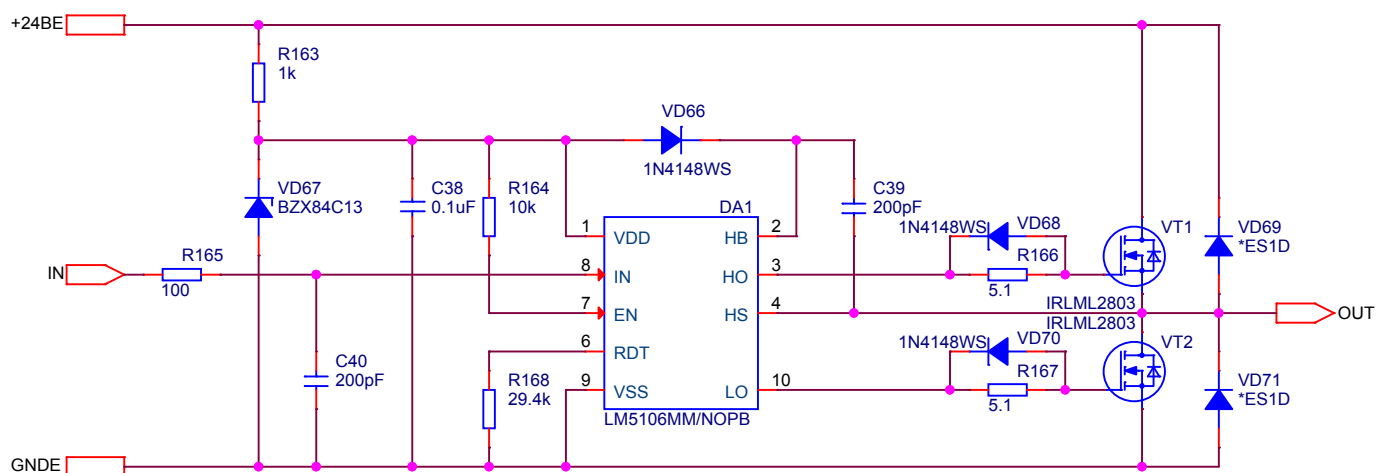 +24BE
R163
1k
VD66
1N4148WS
VD67
BZX84C13
C38
0.1uF
R164
10k
C39
200pF
DA1
1
VDD
HB
2
1N4148WS
VD68
VT1
VD69
*ES1D
R165
100
IN
8
IN
HO
3
R166
5.1
7
EN
HS
4
IRLML2803
IRLML2803
OUT
6
RDT
1N4148WS
VD70
VT2
C40
200pF
R168
29.4k
9
VSS
LO
10
R167
5.1
VD71
*ES1D
LM5106MM/NOPB
GNDE